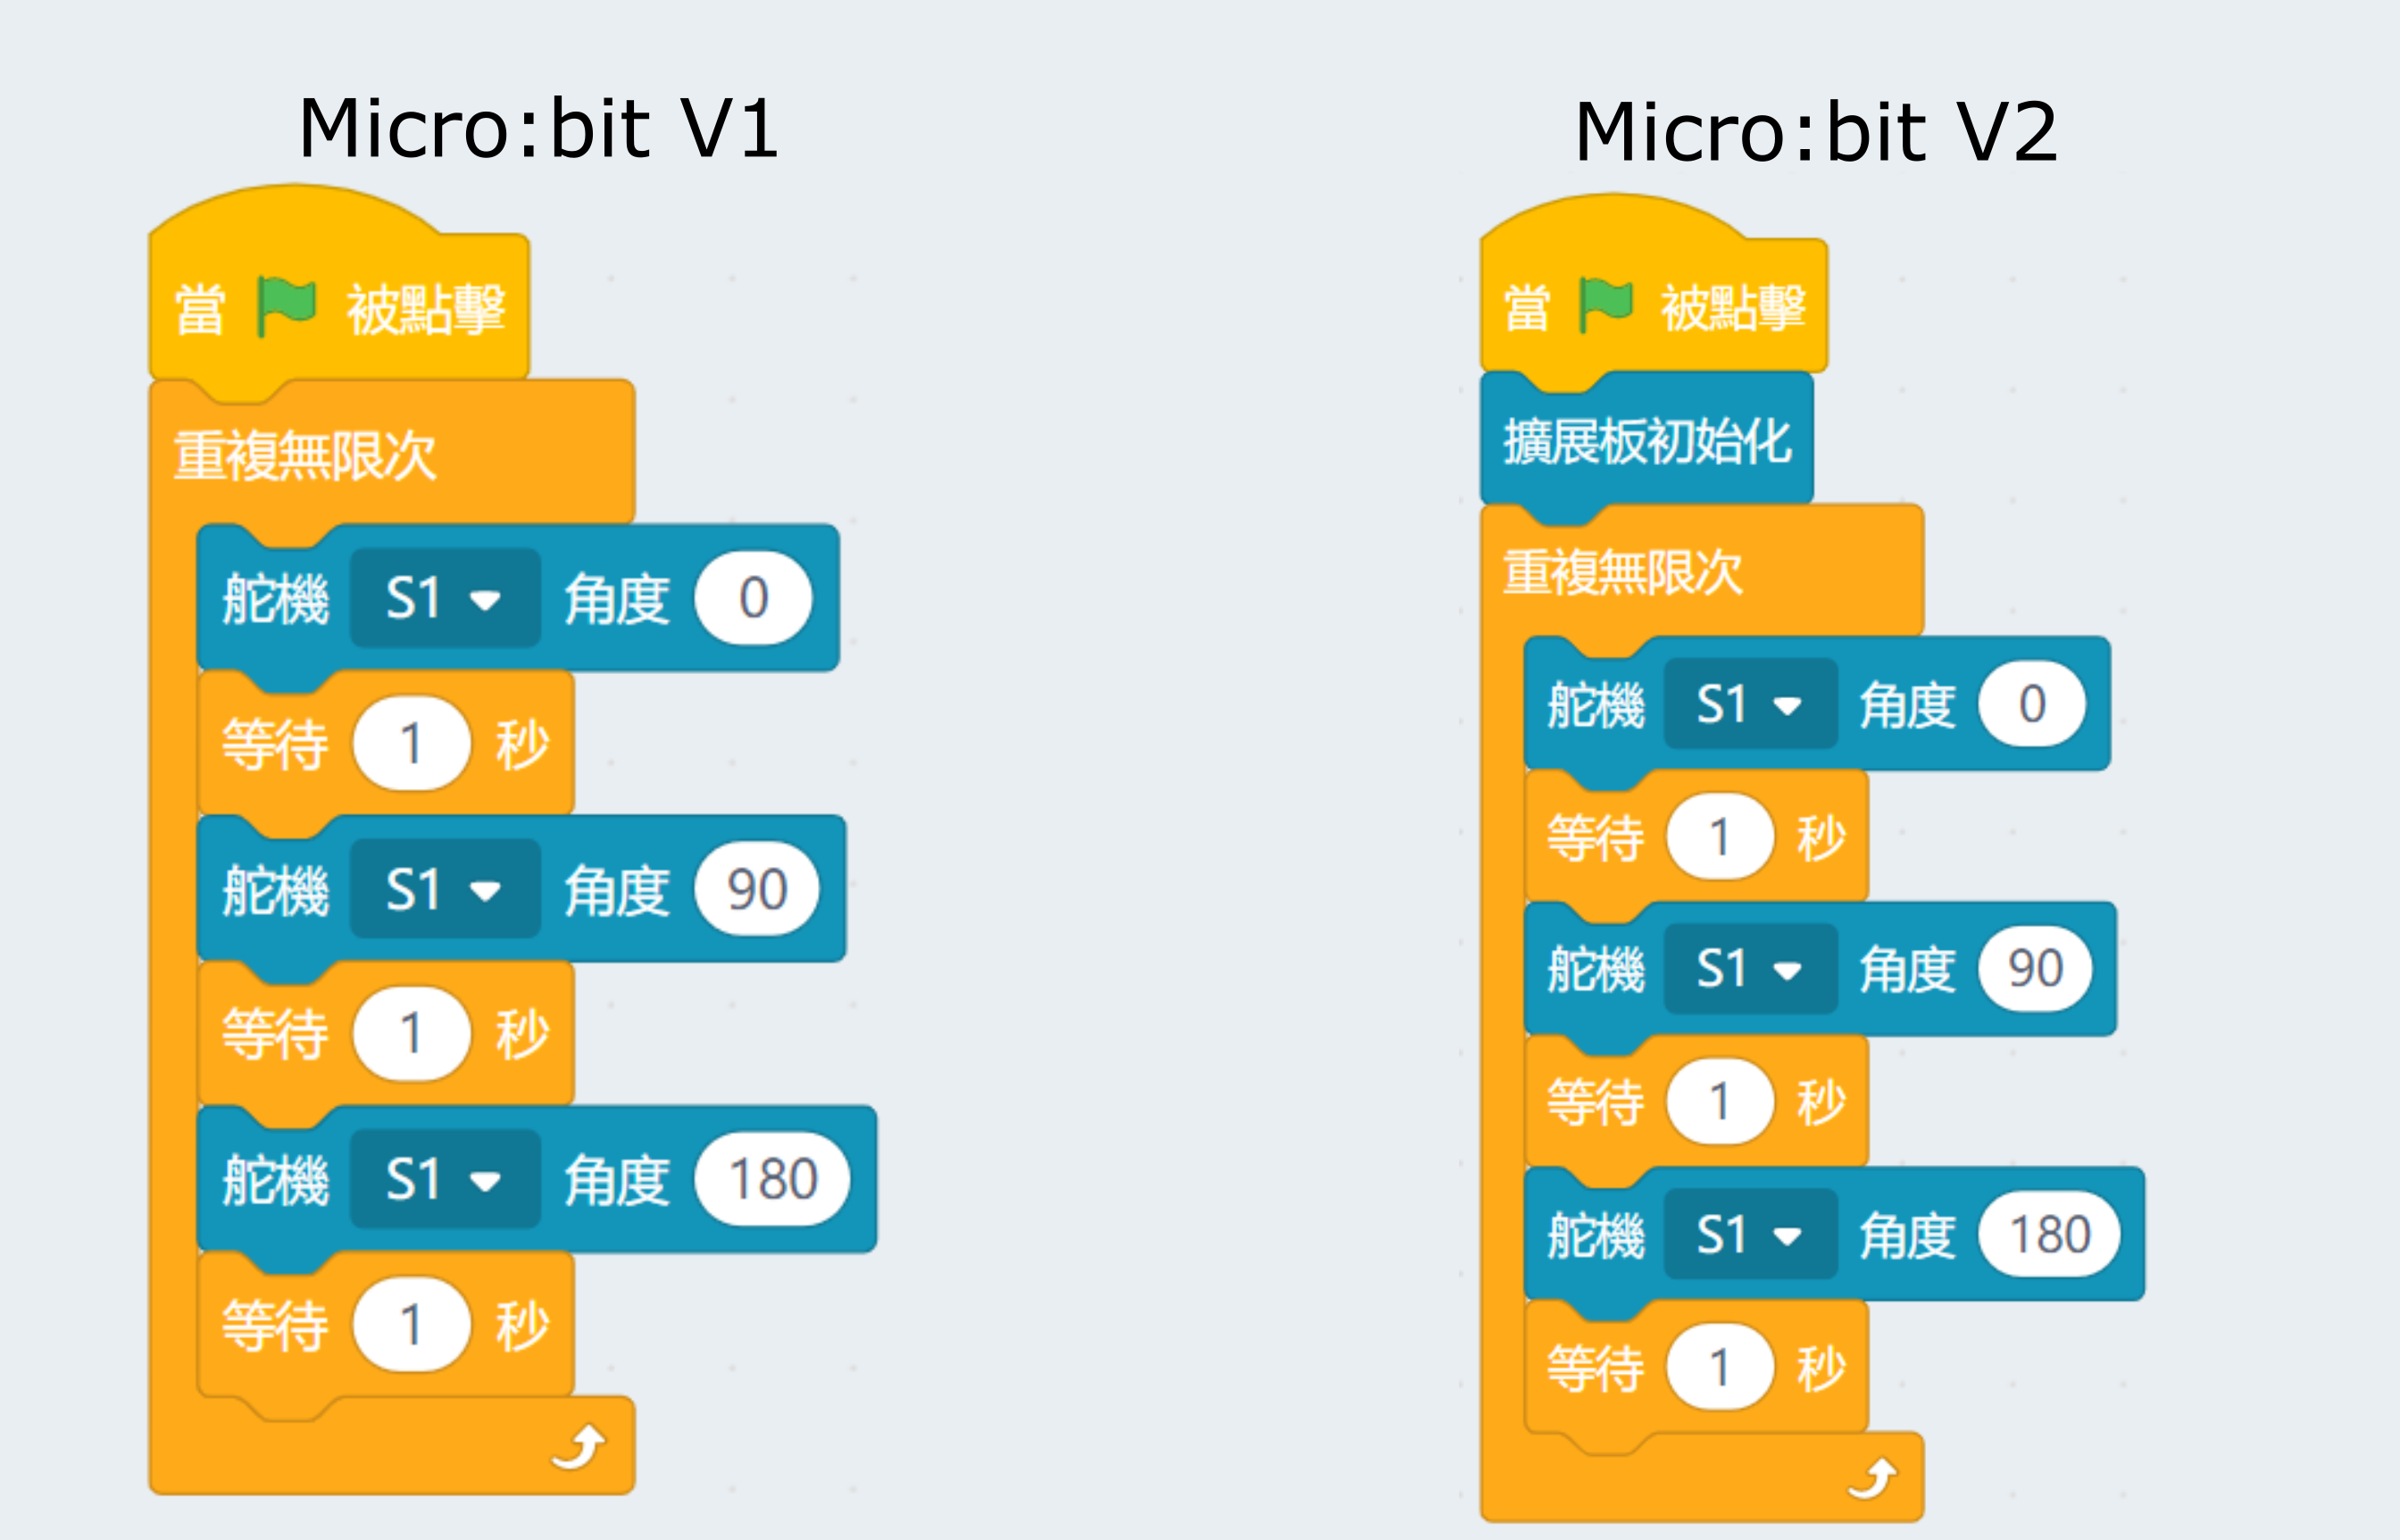 Micro:bit V1
當 被點擊
重複無限次
舵機 S1 角度 0
等待 1 秒
舵機 S1 角度 90
等待 1 秒
舵機 S1 角度 180
等待 1 秒
Micro:bit V2
當 被點擊
擴展板初始化
重複無限次
舵機 S1 角度 0
等待 1 秒
舵機 S1 角度 90
等待 1 秒
舵機 S1 角度 180
等待 1 秒